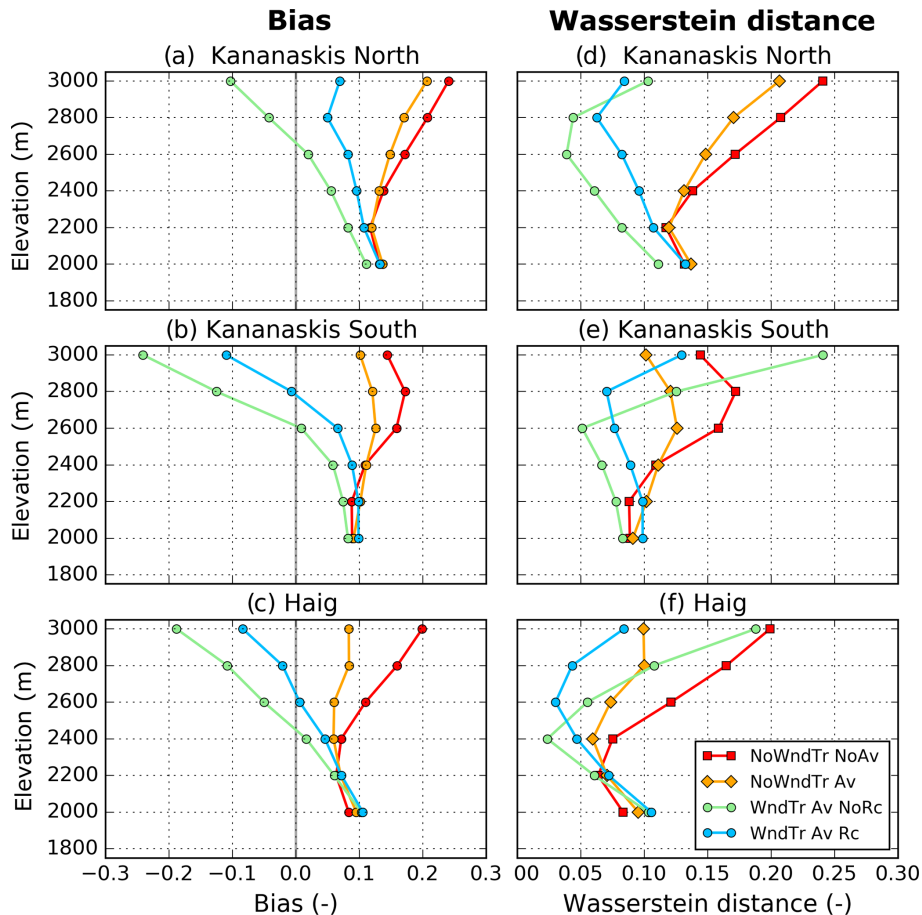 Bias
Wasserstein distance
(a) Kananaskis North
(d) Kananaskis North
Elevation (m)
3000
2800
2600
2400
2200
2000
1800
(b) Kananaskis South
(e) Kananaskis South
Elevation (m)
3000
2800
2600
2400
2200
2000
1800
(c) Haig
(f) Haig
Elevation (m)
3000
2800
2600
2400
2200
2000
1800
NoWndTr NoAv
NoWndTr Av
WndTr Av NoRc
WndTr Av Rc
−0.3 −0.2 −0.1 0.0 0.1 0.2 0.3
00 0.05 0.10 0.15 0.20 0.25 0.30
Bias (-)
Wasserstein distance (-)